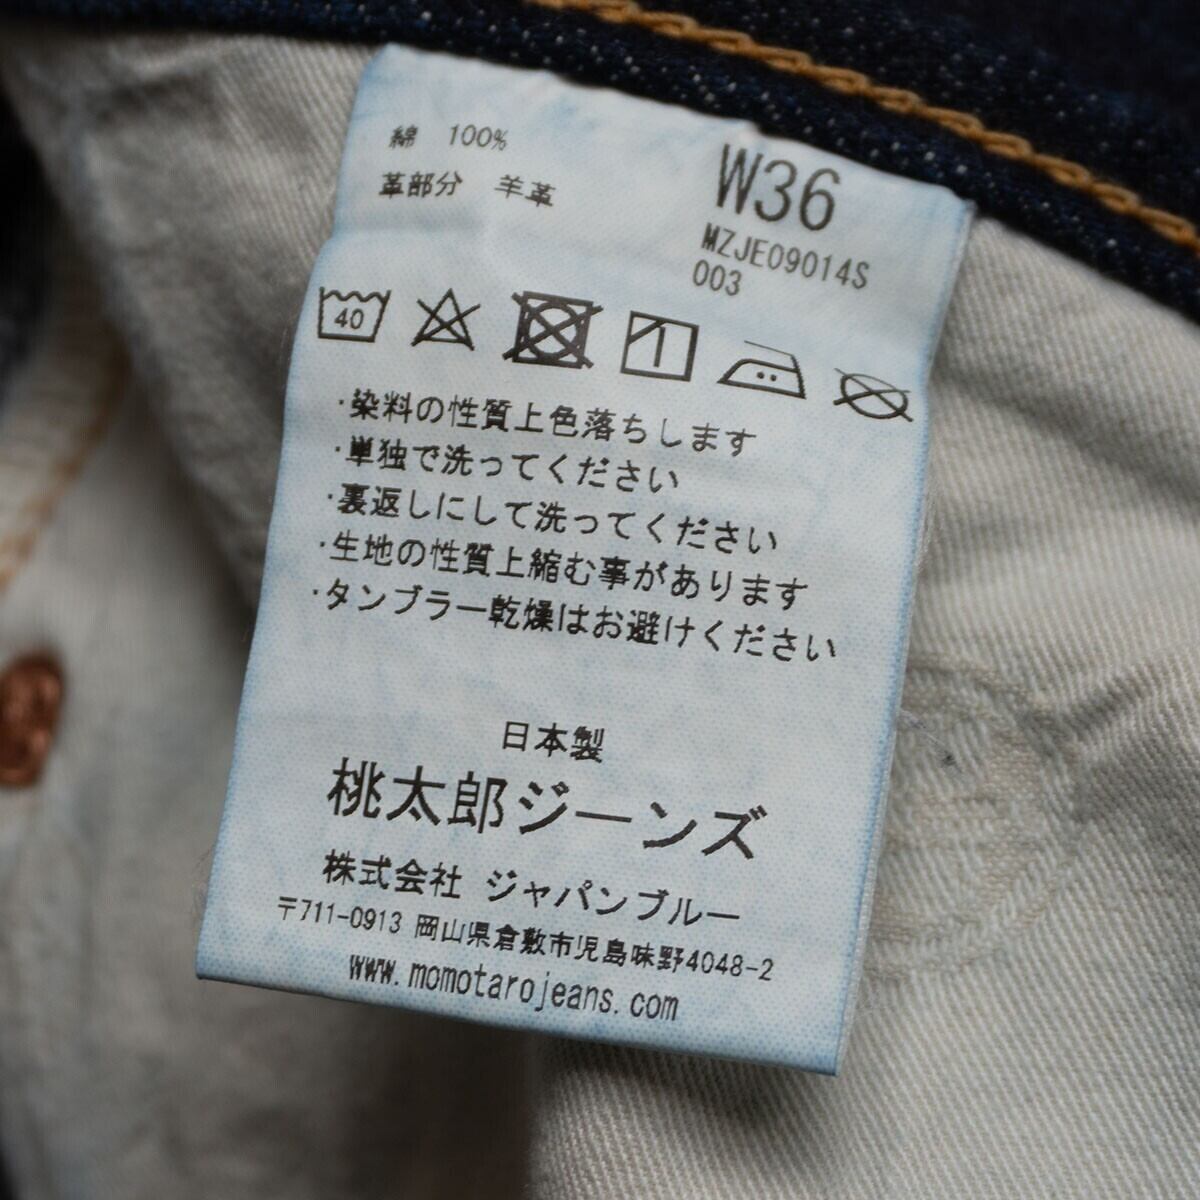 綿 100%
革部分 羊革
W36
MZJE09014S
003
40
・染料の性質上色落ちします
・単独で洗ってください
・裏返しにして洗ってください
・生地の性質上縮む事があります
・タンブラー乾燥はお避けください
日本製
桃太郎ジーンズ
株式会社 ジャパンブルー
〒711-0913 岡山県倉敷市児島味野4048-2
www.momotarojeans.com